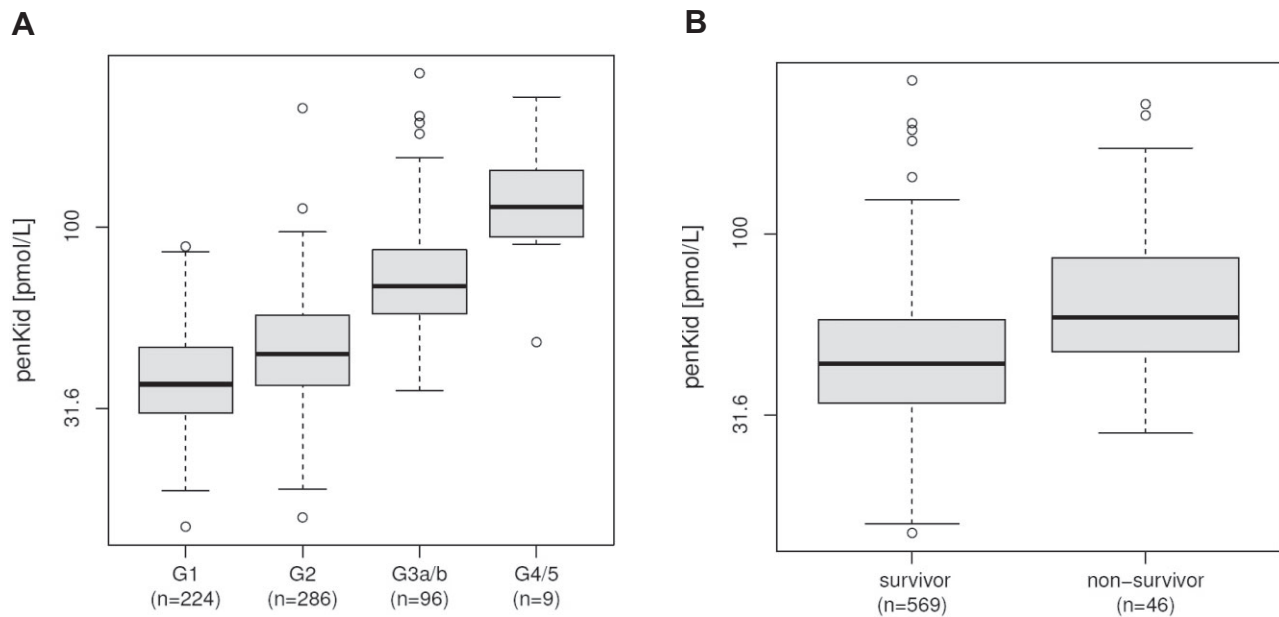 A
penKid [pmol/L]
100
31.6
G1
(n=224)
G2
(n=286)
G3a/b
(n=96)
G4/5
(n=9)
B
penKid [pmol/L]
100
31.6
survivor
(n=569)
non-survivor
(n=46)